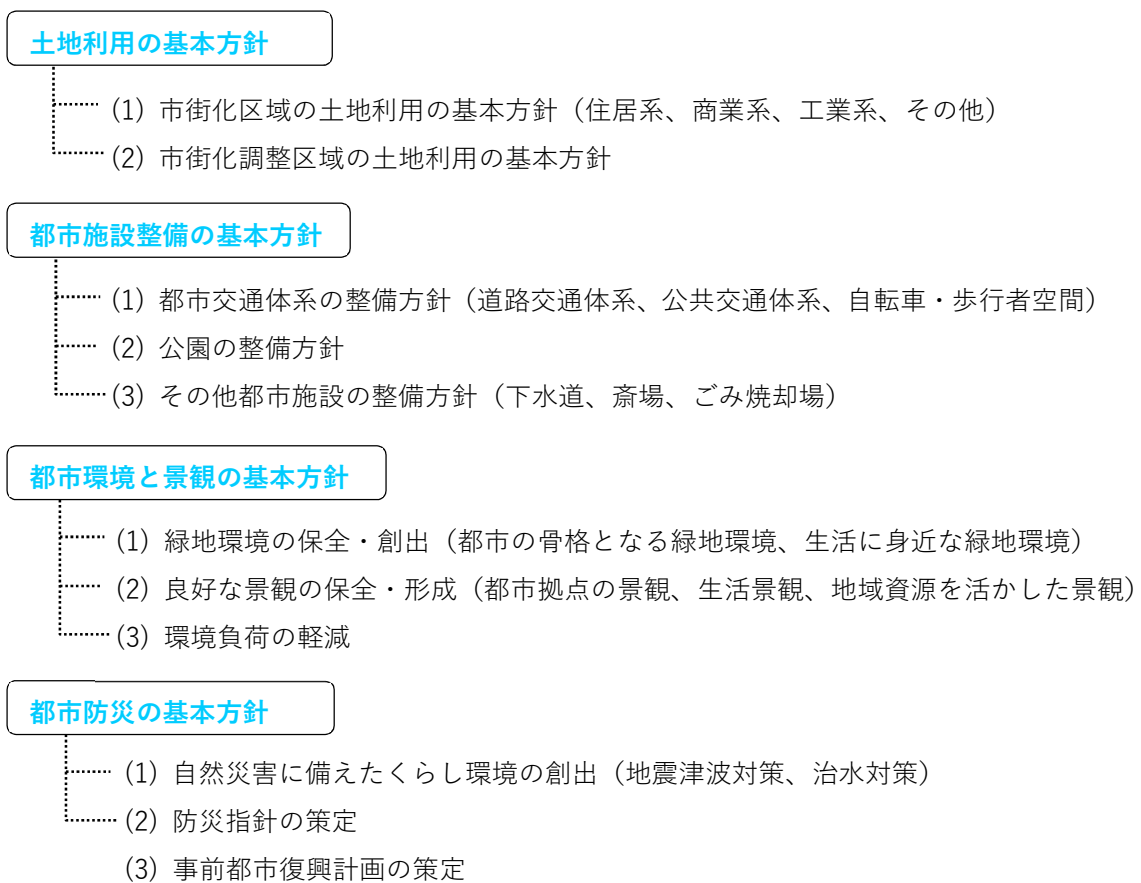 土地利用の基本方針
(1) 市街化区域の土地利用の基本方針（住居系、商業系、工業系、その他）
(2) 市街化調整区域の土地利用の基本方針
都市施設整備の基本方針
(1) 都市交通体系の整備方針（道路交通体系、公共交通体系、自転車・歩行者空間）
(2) 公園の整備方針
(3) その他都市施設の整備方針（下水道、斎場、ごみ焼却場）
都市環境と景観の基本方針
(1) 緑地環境の保全・創出（都市の骨格となる緑地環境、生活に身近な緑地環境）
(2) 良好な景観の保全・形成（都市拠点の景観、生活景観、地域資源を活かした景観）
(3) 環境負荷の軽減
都市防災の基本方針
(1) 自然災害に備えたくらし環境の創出（地震津波対策、治水対策）
(2) 防災指針の策定
(3) 事前都市復興計画の策定